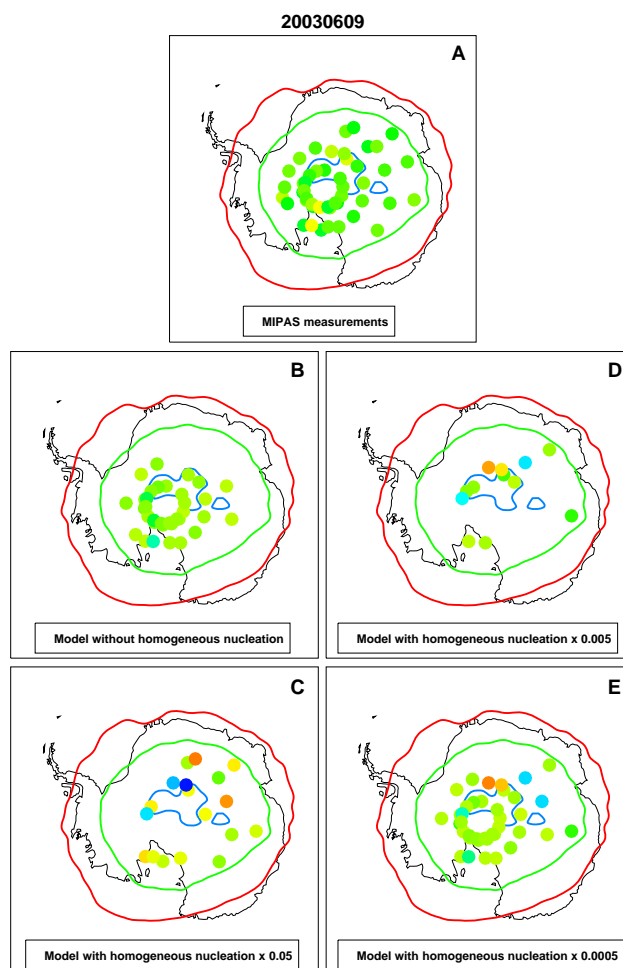 20030609
A
MIPAS measurements
B
Model without homogeneous nucleation
D
Model with homogeneous nucleation x 0.005
C
Model with homogeneous nucleation x 0.05
E
Model with homogeneous nucleation x 0.0005